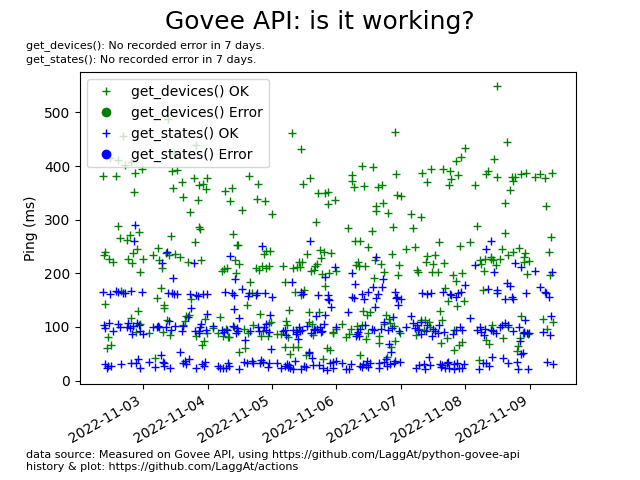 Govee API: is it working?
get_devices(): No recorded error in 7 days.
get_states(): No recorded error in 7 days.
get_devices() OK
get_devices() Error
get_states() OK
get_states() Error
Ping (ms)
500
400
300
200
100
0
2022-11-03
2022-11-04
2022-11-05
2022-11-06
2022-11-07
2022-11-08
2022-11-09
data source: Measured on Govee API, using https://github.com/LaggAt/python-govee-api
history & plot: https://github.com/LaggAt/actions